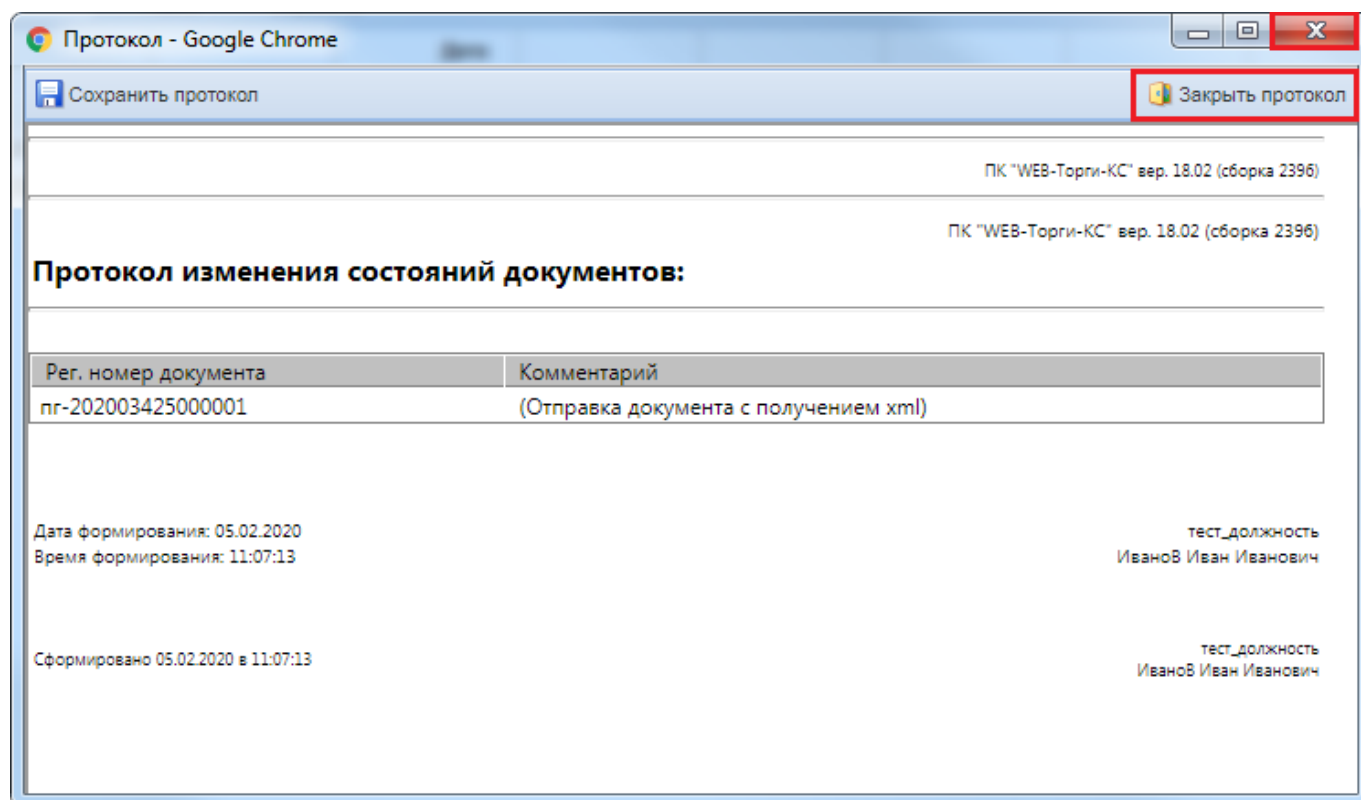 Протокол - Google Chrome
Сохранить протокол Закрыть протокол
ПК "WEB-Торги-КС" вер. 18.02 (сборка 2396)
ПК "WEB-Торги-КС" вер. 18.02 (сборка 2396)
Протокол изменения состояний документов:
Рег. номер документа Комментарий
пг-202003425000001 (Отправка документа с получением xml)
Дата формирования: 05.02.2020 тест_должность
Время формирования: 11:07:13 ИваноВ Иван Иванович
тест_должность
Сформировано 05.02.2020 в 11:07:13
ИваноВ Иван Иванович